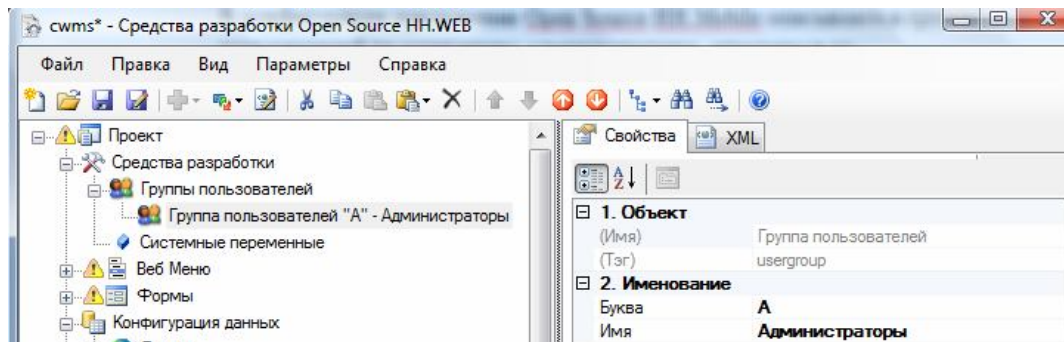 cwms* - Средства разработки Open Source HH.WEB
Файл Правка Вид Параметры Справка
Проект
Средства разработки
Группы пользователей
Группа пользователей "A" - Администраторы
Системные переменные
Веб Меню
Формы
Конфигурация данных
Свойства XML
1. Объект
(Имя) Группа пользователей
(Тэг) usergroup
2. Именование
Буква A
Имя Администраторы